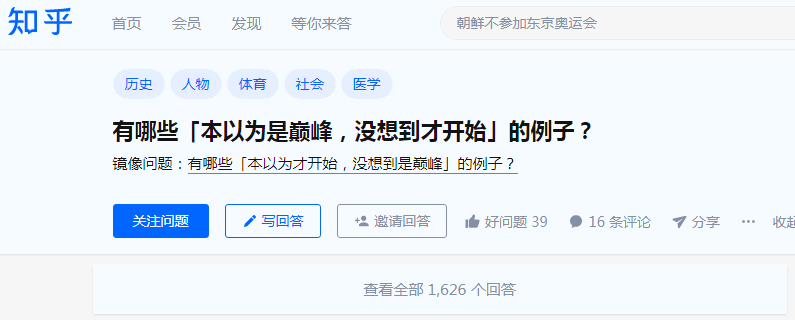 知乎 首页 会员 发现 等你来答 朝鲜不参加东京奥运会
历史 人物 体育 社会 医学
有哪些「本以为是巅峰，没想到才开始」的例子？
镜像问题：有哪些「本以为才开始，没想到是巅峰」的例子？
关注问题 写回答 邀请回答 好问题 39 16 条评论 分享 ··· 收起
查看全部 1,626 个回答